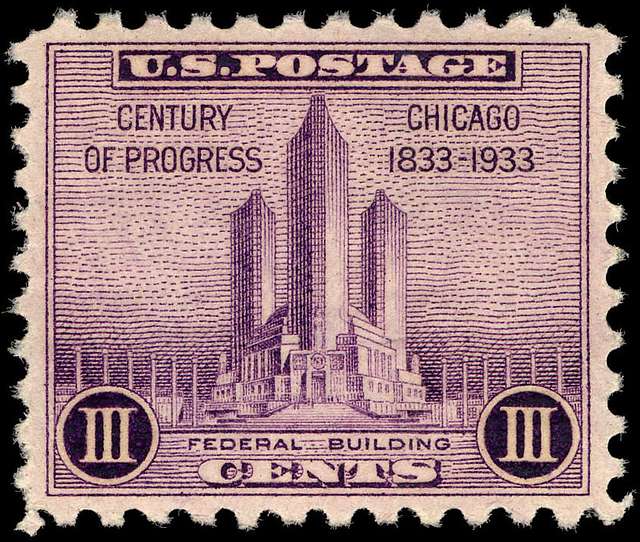 U.S. POSTAGE
CENTURY
OF PROGRESS
CHICAGO
1833-1933
III
III
FEDERAL BUILDING
CENTS